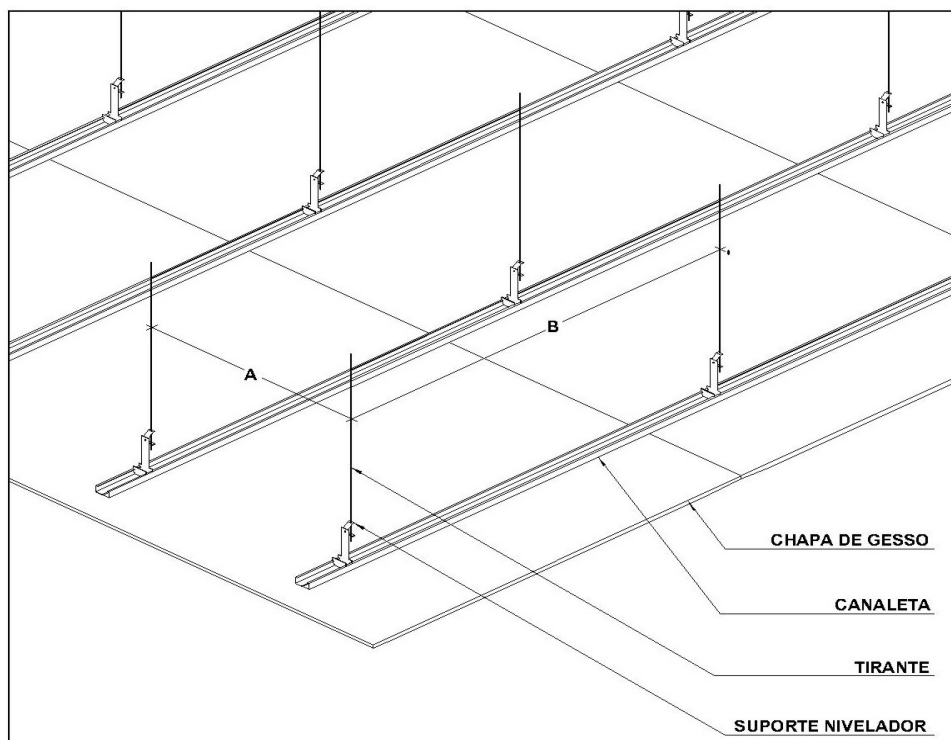 B
A
CHAPA DE GESSO
CANALETA
TIRANTE
SUPORTE NIVELADOR